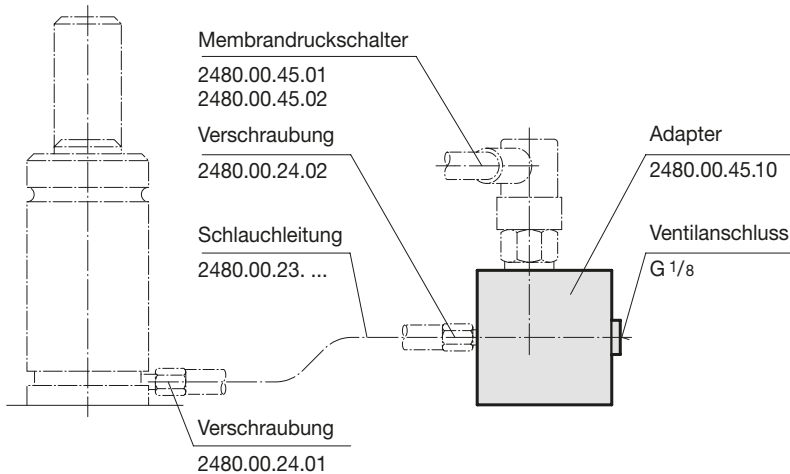 Membrandruckschalter
2480.00.45.01
2480.00.45.02
Verschraubung
2480.00.24.02
Schlauchleitung
2480.00.23. ...
Adapter
2480.00.45.10
Ventilanschluss
G 1/8
Verschraubung
2480.00.24.01